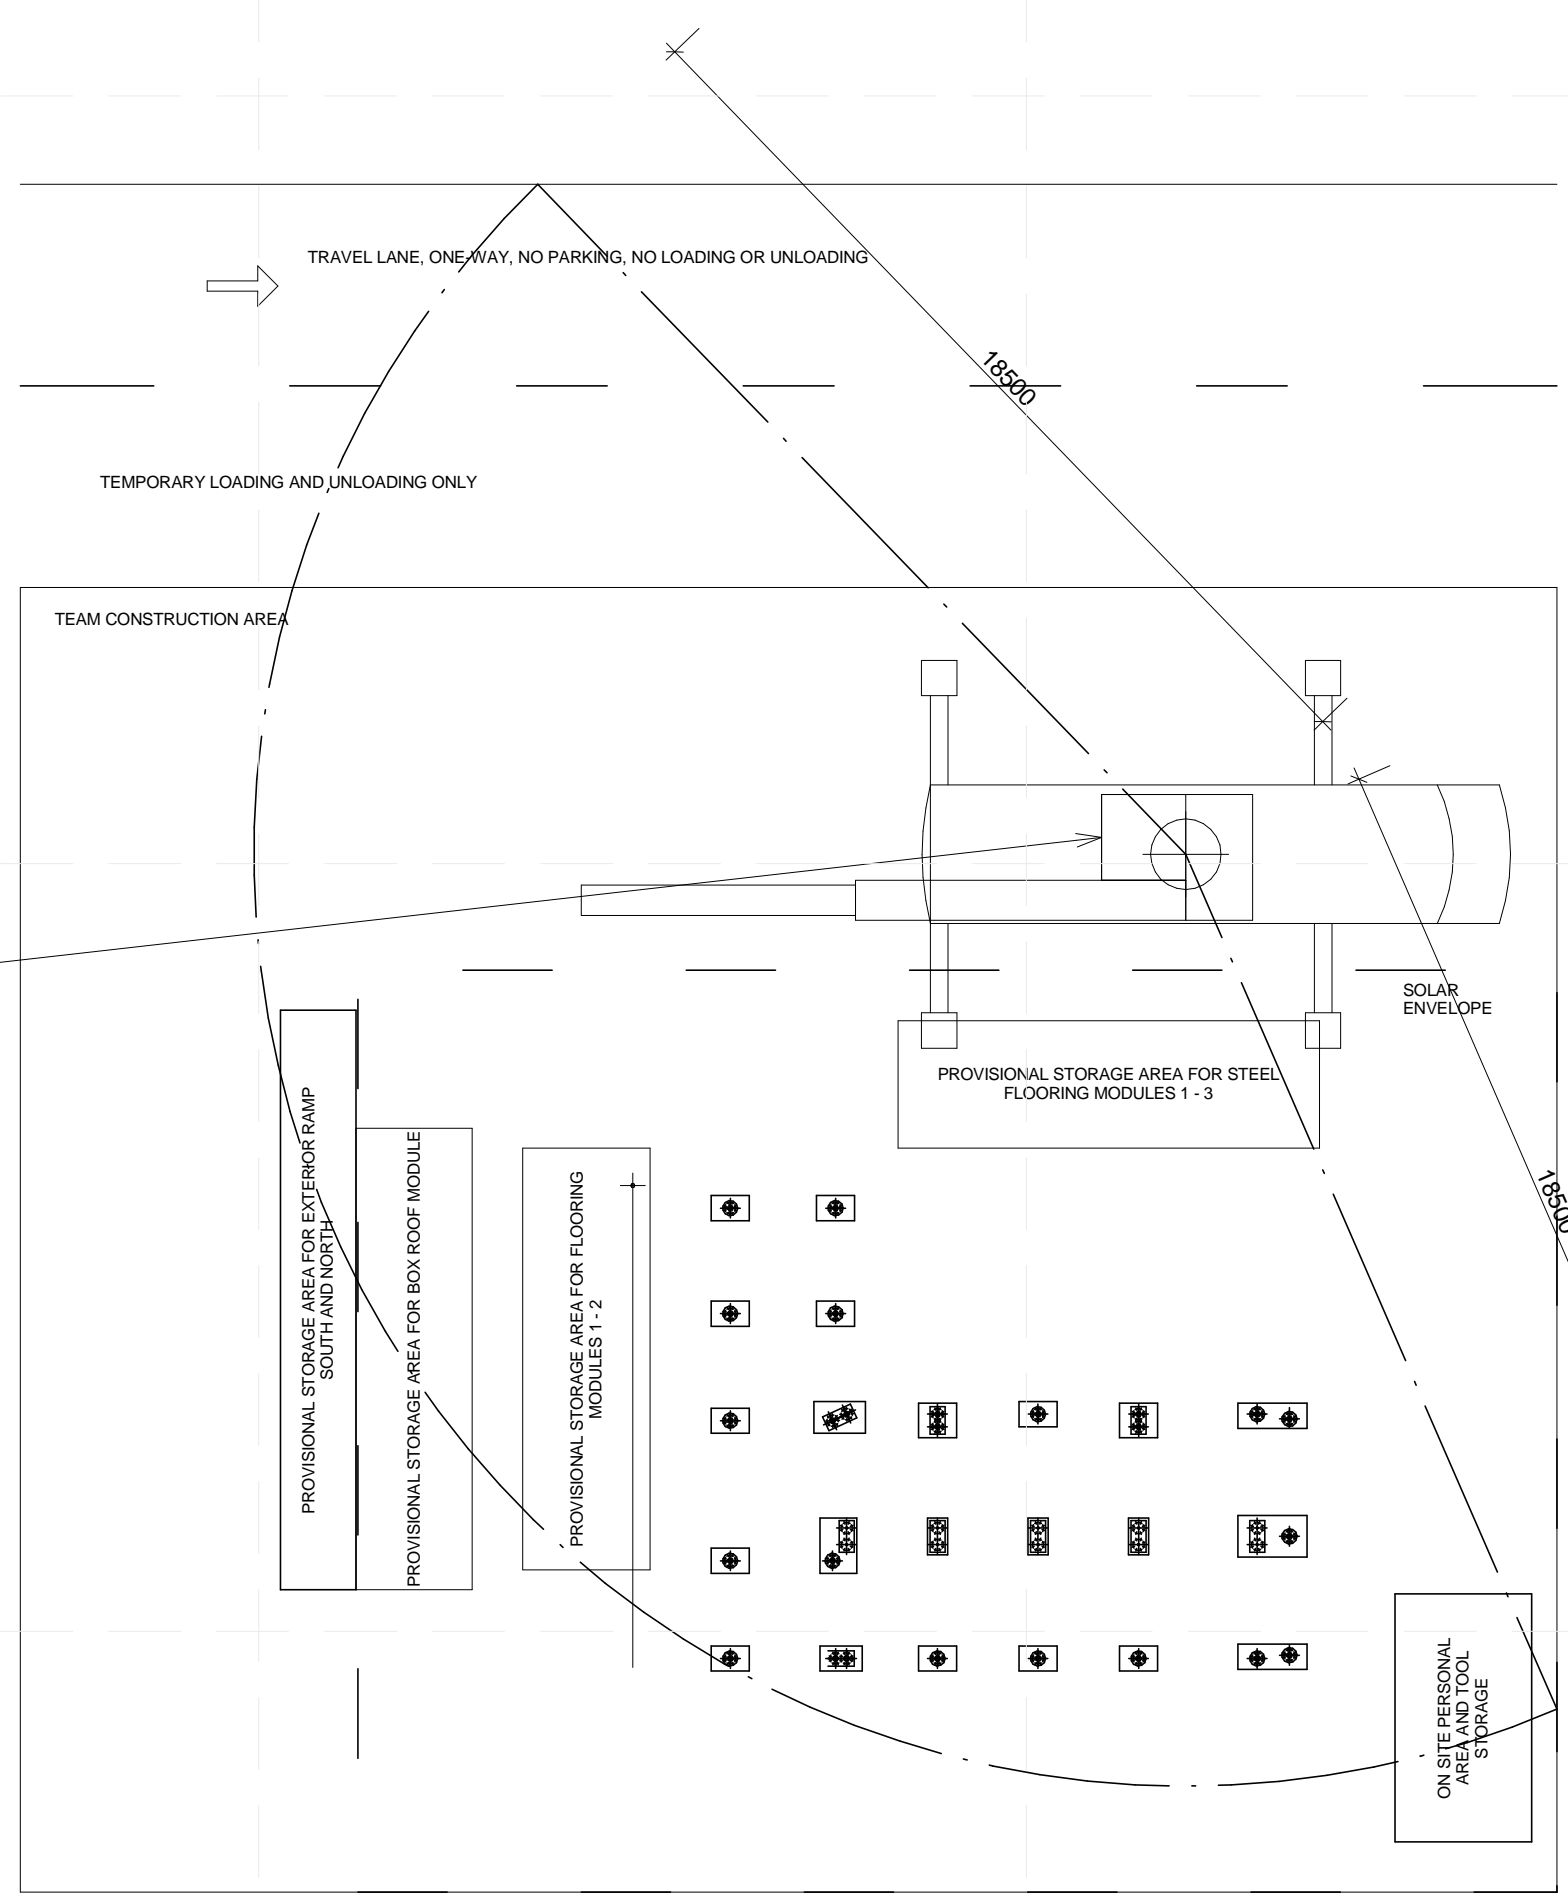 TRAVEL LANE, ONE-WAY, NO PARKING, NO LOADING OR UNLOADING
18500
TEMPORARY LOADING AND UNLOADING ONLY
TEAM CONSTRUCTION AREA
SOLAR
ENVELOPE
PROVISIONAL STORAGE AREA FOR STEEL
FLOORING MODULES 1 - 3
18500
PROVISIONAL STORAGE AREA FOR EXTERIOR RAMP
SOUTH AND NORTH
PROVISIONAL STORAGE AREA FOR BOX ROOF MODULE
PROVISIONAL STORAGE AREA FOR FLOORING
MODULES 1 - 2
ON SITE PERSONAL
AREA AND TOOL
STORAGE